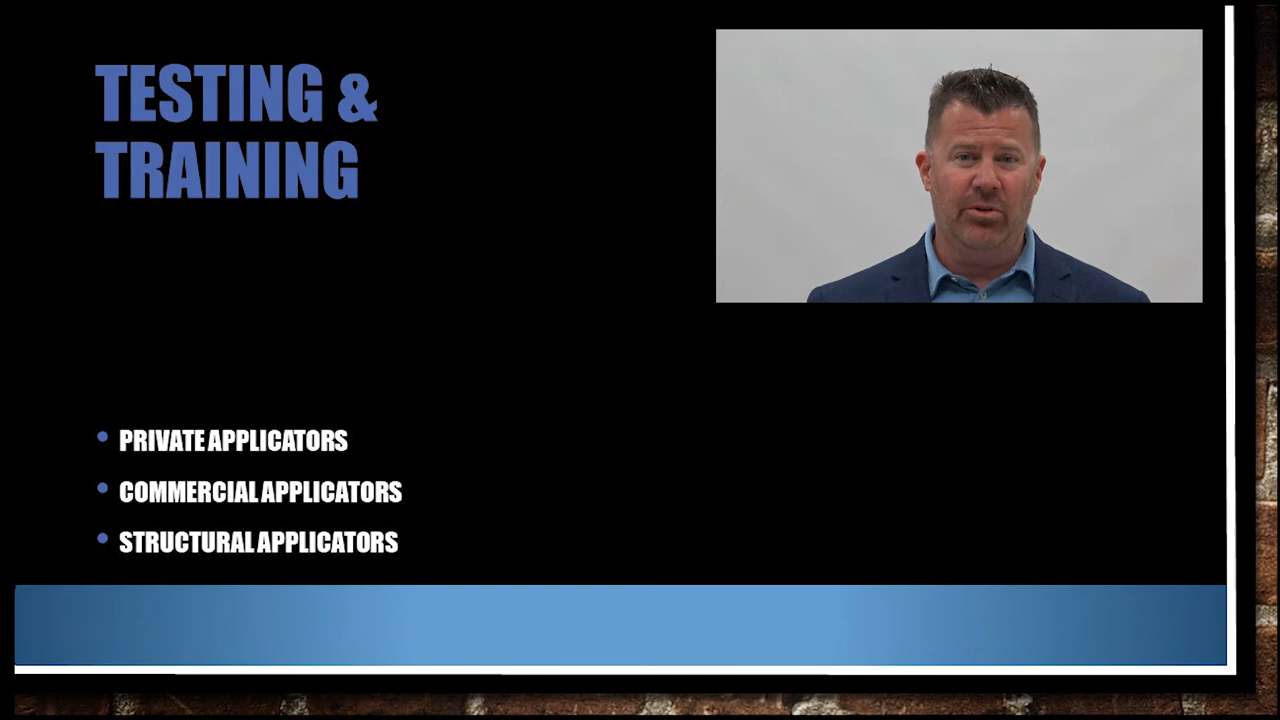 TESTING &
TRAINING
• PRIVATE APPLICATORS
• COMMERCIAL APPLICATORS
• STRUCTURAL APPLICATORS